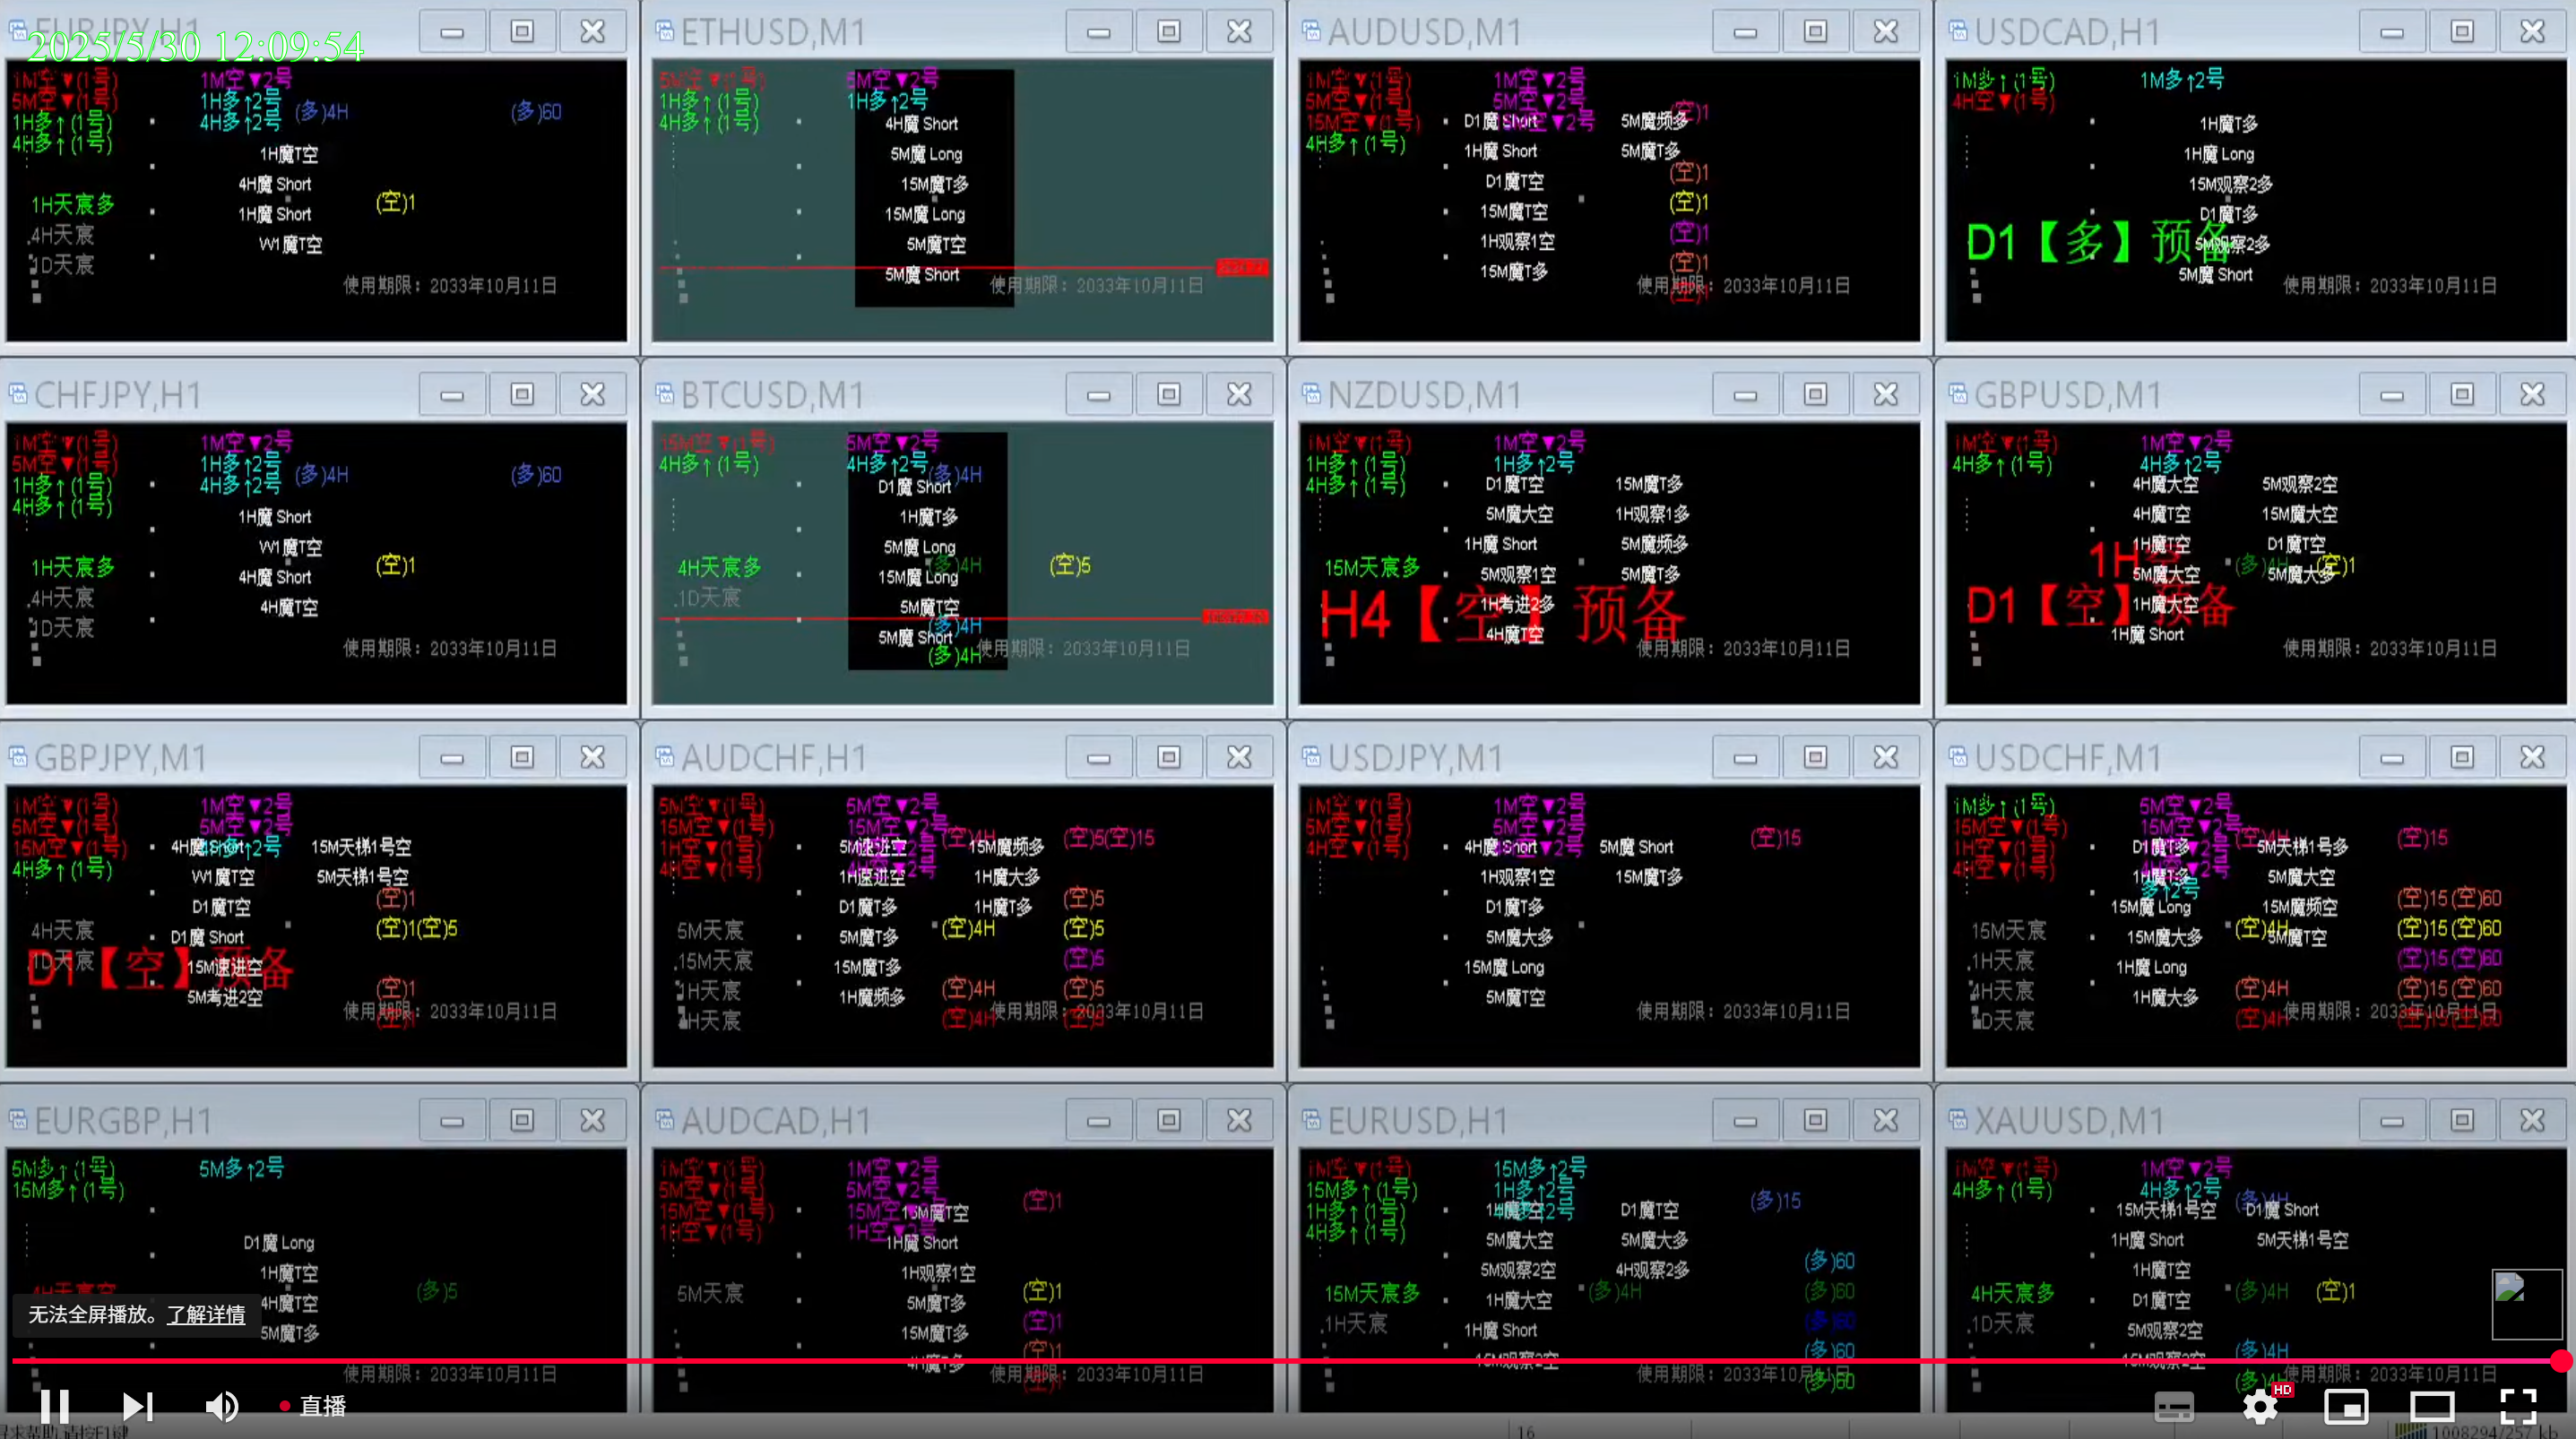 2025/5/30 12:09:54
EURJPY,H1
1M空▼(1号)
1M空▼2号
5M空▼(1号)
1H多↑2号
(多)4H
(多)60
1H多↑(1号)
4H多↑2号
4H多↑(1号)
1H魔T空
4H魔 Short
1H天宸多
1H魔 Short
(空)1
.4H天宸
W1魔T空
1D天宸
使用期限：2033年10月11日
ETHUSD,M1
5M空▼(1号)
5M空▼2号
1H多↑(1号)
1H多↑2号
4H多↑(1号)
4H魔 Short
5M魔 Long
15M魔T多
15M魔 Long
5M魔T空
5M魔 Short
使用期限：2033年10月11日
AUDUSD,M1
1M空▼(1号)
1M空▼2号
5M空▼(1号)
5M空▼2号
(空)1
15M空▼(1号)
D1魔 Short
5M魔频多
4H多↑(1号)
1H魔 Short
5M魔T多
D1魔T空
(空)1
15M魔T空
(空)1
1H观察1空
(空)1
15M魔T多
(空)1
使用期限：2033年10月11日
USDCAD,H1
1M多↑(1号)
1M多↑2号
4H空▼(1号)
1H魔T多
1H魔 Long
15M观察2多
D1魔T多
D1【多】预备
5M观察2多
5M魔 Short
使用期限：2033年10月11日
CHFJPY,H1
1M空▼(1号)
1M空▼2号
5M空▼(1号)
1H多↑2号
(多)4H
(多)60
1H多↑(1号)
4H多↑2号
4H多↑(1号)
1H魔 Short
W1魔T空
1H天宸多
4H魔 Short
(空)1
.4H天宸
4H魔T空
1D天宸
使用期限：2033年10月11日
BTCUSD,M1
15M空▼(1号)
5M空▼2号
4H多↑(1号)
4H多↑2号
(多)4H
D1魔 Short
1H魔T多
5M魔 Long
4H天宸多
(多)4H
(空)5
15M魔 Long
.1D天宸
5M魔T空
(多)4H
5M魔 Short
(多)4H
使用期限：2033年10月11日
NZDUSD,M1
1M空▼(1号)
1M空▼2号
1H多↑(1号)
1H多↑2号
4H多↑(1号)
D1魔T空
15M魔T多
5M魔大空
1H观察1多
1H魔 Short
5M魔频多
15M天宸多
5M观察1空
5M魔T多
H4【空】预备
1H考进2多
4H魔T空
使用期限：2033年10月11日
GBPUSD,M1
1M空▼(1号)
1M空▼2号
4H多↑(1号)
4H多↑2号
4H魔大空
5M观察2空
4H魔T空
15M魔大空
1H空
1H魔T空
D1魔T空
5M魔大空
(多)4H
5M魔大多
(空)1
D1【空】预备
1H魔大空
1H魔 Short
使用期限：2033年10月11日
GBPJPY,M1
1M空▼(1号)
1M空▼2号
5M空▼(1号)
5M空▼2号
15M空▼(1号)
4H魔 Short
15M天梯1号空
4H多↑(1号)
W1魔T空
5M天梯1号空
(空)1
D1魔T空
4H天宸
D1魔 Short
(空)1(空)5
.1D天宸
D1【空】预备
15M速进空
5M考进2空
(空)1
使用期限：2033年10月11日
AUDCHF,H1
5M空▼(1号)
5M空▼2号
15M空▼(1号)
15M空▼2号
(空)4H
(空)5(空)15
1H空▼(1号)
5M速进空
15M魔频多
4H空▼(1号)
1H速进空
1H魔大多
D1魔T多
1H魔T多
(空)5
5M天宸
5M魔T多
(空)4H
(空)5
.15M天宸
15M魔T多
(空)5
1H天宸
1H魔频多
(空)4H
(空)5
4H天宸
(空)4H
使用期限：2033年10月11日
USDJPY,M1
1M空▼(1号)
1M空▼2号
5M空▼(1号)
5M空▼2号
(空)15
4H空▼(1号)
4H魔 Short
5M魔 Short
1H观察1空
15M魔T多
D1魔T多
5M魔大多
15M魔 Long
5M魔T空
使用期限：2033年10月11日
USDCHF,M1
1M多↑(1号)
5M空▼2号
15M空▼(1号)
15M空▼2号
(空)4H
(空)15
1H空▼(1号)
D1魔T多
5M天梯1号多
4H空▼(1号)
1H魔T多
5M魔大空
多↑2号
15M魔 Long
15M魔频空
(空)15(空)60
15M天宸
15M魔大多
(空)4H
5M魔T空
(空)15(空)60
.1H天宸
1H魔 Long
(空)15(空)60
4H天宸
1H魔大多
(空)4H
(空)15(空)60
1D天宸
(空)4H
使用期限：2033年10月11日
EURGBP,H1
5M多↑(1号)
5M多↑2号
15M多↑(1号)
D1魔 Long
1H魔T空
4H天宸空
4H魔T空
(多)5
5M魔T多
使用期限：2033年10月11日
AUDCAD,H1
1M空▼(1号)
1M空▼2号
5M空▼(1号)
5M空▼2号
(空)1
15M空▼(1号)
15M魔T空
1H空▼(1号)
1H空▼2号
1H魔 Short
1H观察1空
5M天宸
5M魔T多
(空)1
15M魔T多
(空)1
4H魔T多
(空)1
使用期限：2033年10月11日
EURUSD,H1
1M空▼(1号)
15M多↑2号
15M多↑(1号)
1H多↑2号
(多)15
1H多↑(1号)
D1魔T空
4H多↑(1号)
5M魔大空
5M魔大多
5M观察2空
4H观察2多
(多)60
15M天宸多
1H魔大空
(多)4H
(多)60
.1H天宸
1H魔 Short
(多)60
15M观察2空
(多)60
使用期限：2033年10月11日
(多)60
XAUUSD,M1
1M空▼(1号)
1M空▼2号
4H多↑(1号)
4H多↑2号
(多)4H
15M天梯1号空
D1魔 Short
1H魔 Short
5M天梯1号空
1H魔T空
4H天宸多
D1魔T空
(多)4H
(空)1
.1D天宸
5M观察2空
15M观察2空
(多)4H
使用期限：2033年10月11日
(多)4H
无法全屏播放。了解详情
直播
HD
寻求帮助,请按F1键
16
1008294/257 kb